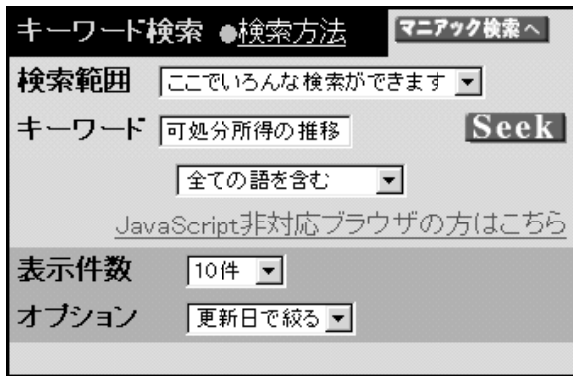 キーワード検索 ●検索方法 マニアック検索へ
検索範囲 ここでいろんな検索ができます
キーワード 可処分所得の推移 Seek
全ての語を含む
JavaScript非対応ブラウザの方はこちら
表示件数 10件
オプション 更新日で絞る